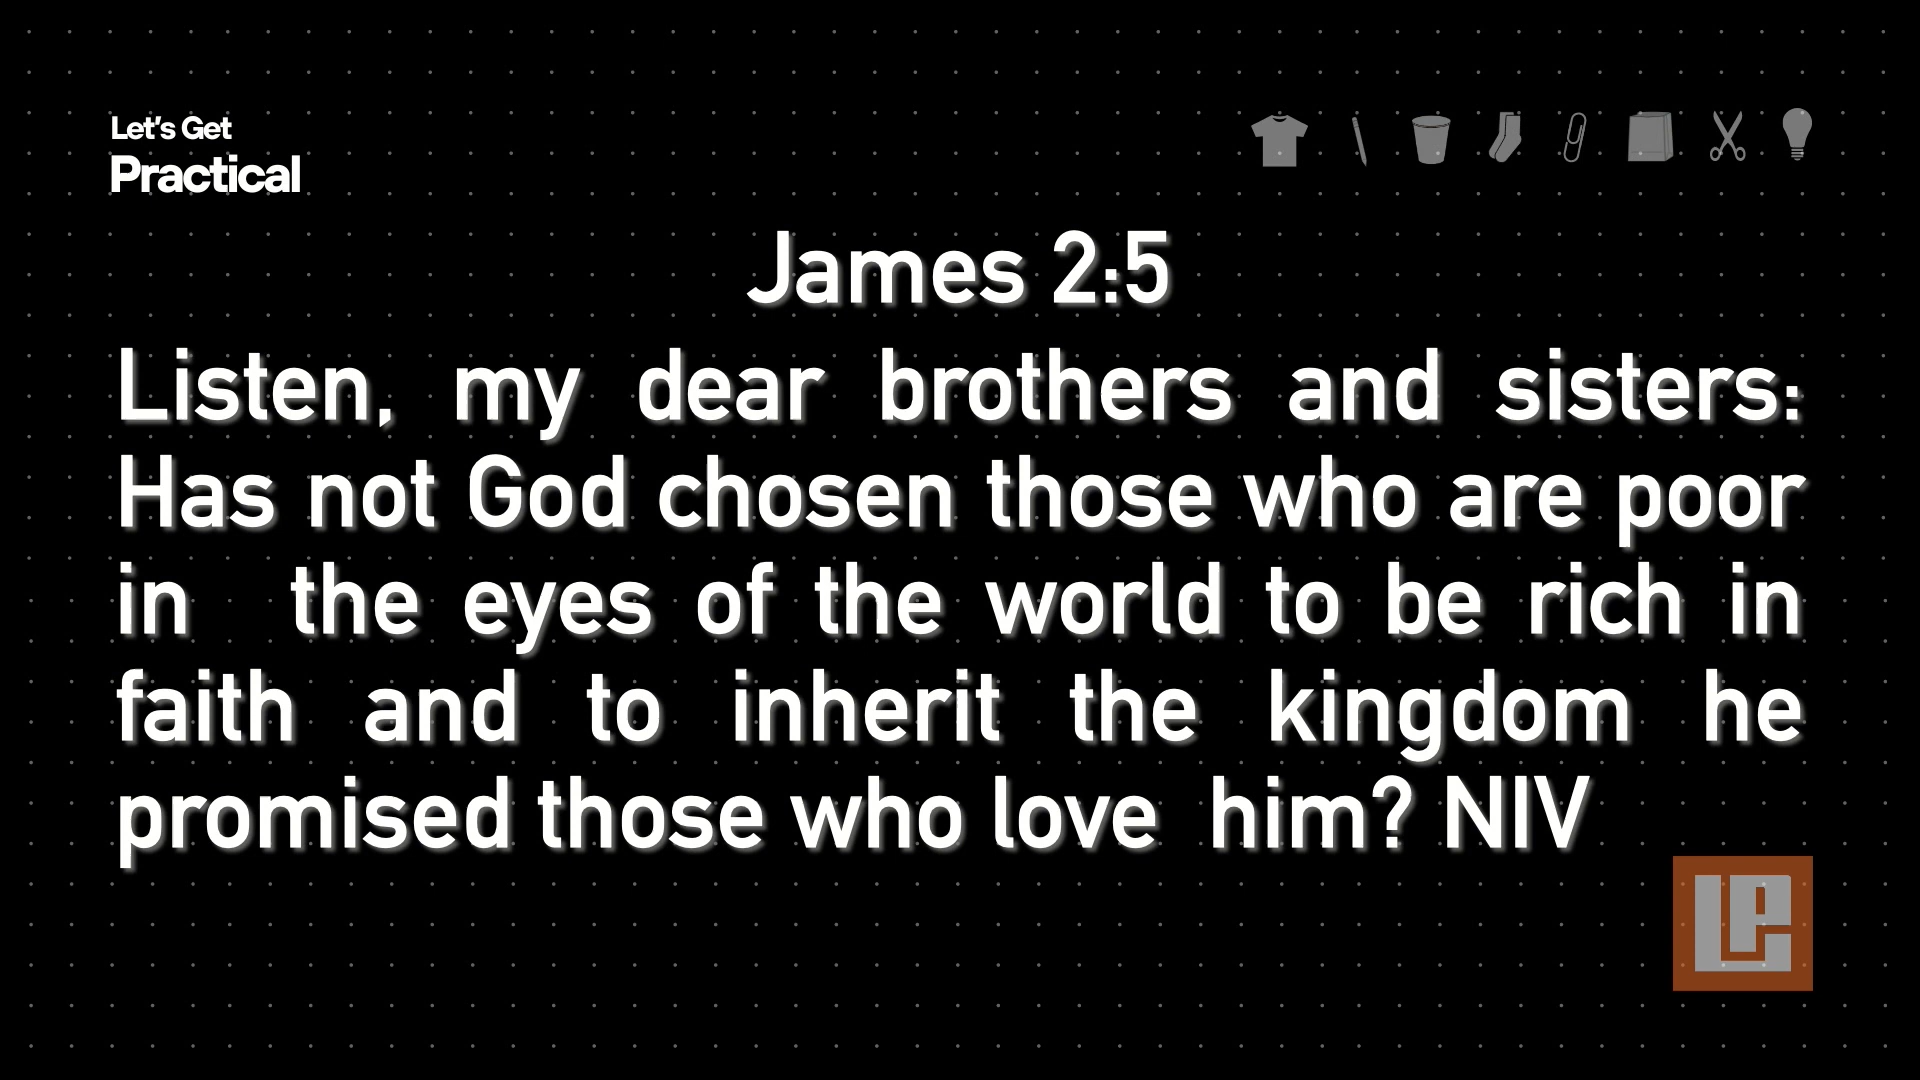 Let's Get
Practical
James 2:5
Listen, my dear brothers and sisters:
Has not God chosen those who are poor
in the eyes of the world to be rich in
faith and to inherit the kingdom he
promised those who love him? NIV